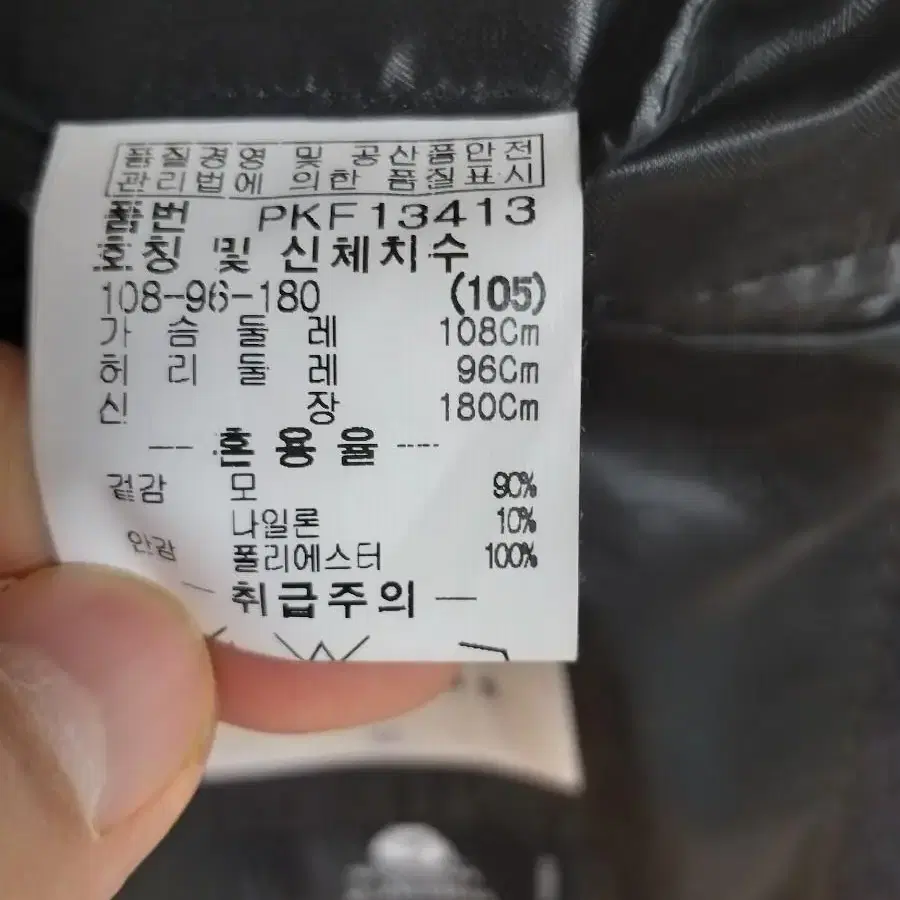 품질경영 및 공산품안전
관리법에 의한 품질표시
품번 PKF13413
호칭 및 신체치수
108-96-180 (105)
가슴둘레 108Cm
허리둘레 96Cm
신장 180Cm
혼용율
겉감 모 90%
나일론 10%
안감 폴리에스터 100%
취급주의